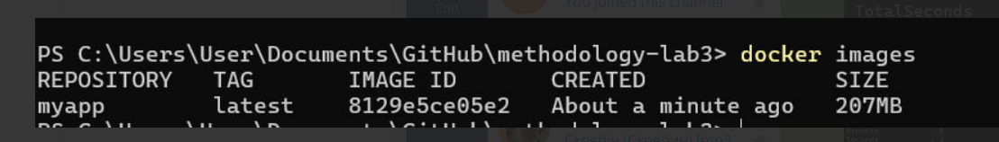 Edit
You joined this channel
TotalSeconds
PS C:\Users\User\Documents\GitHub\methodology-lab3> docker images
REPOSITORY TAG IMAGE ID CREATED SIZE
myapp latest 8129e5ce05e2 About a minute ago 207MB